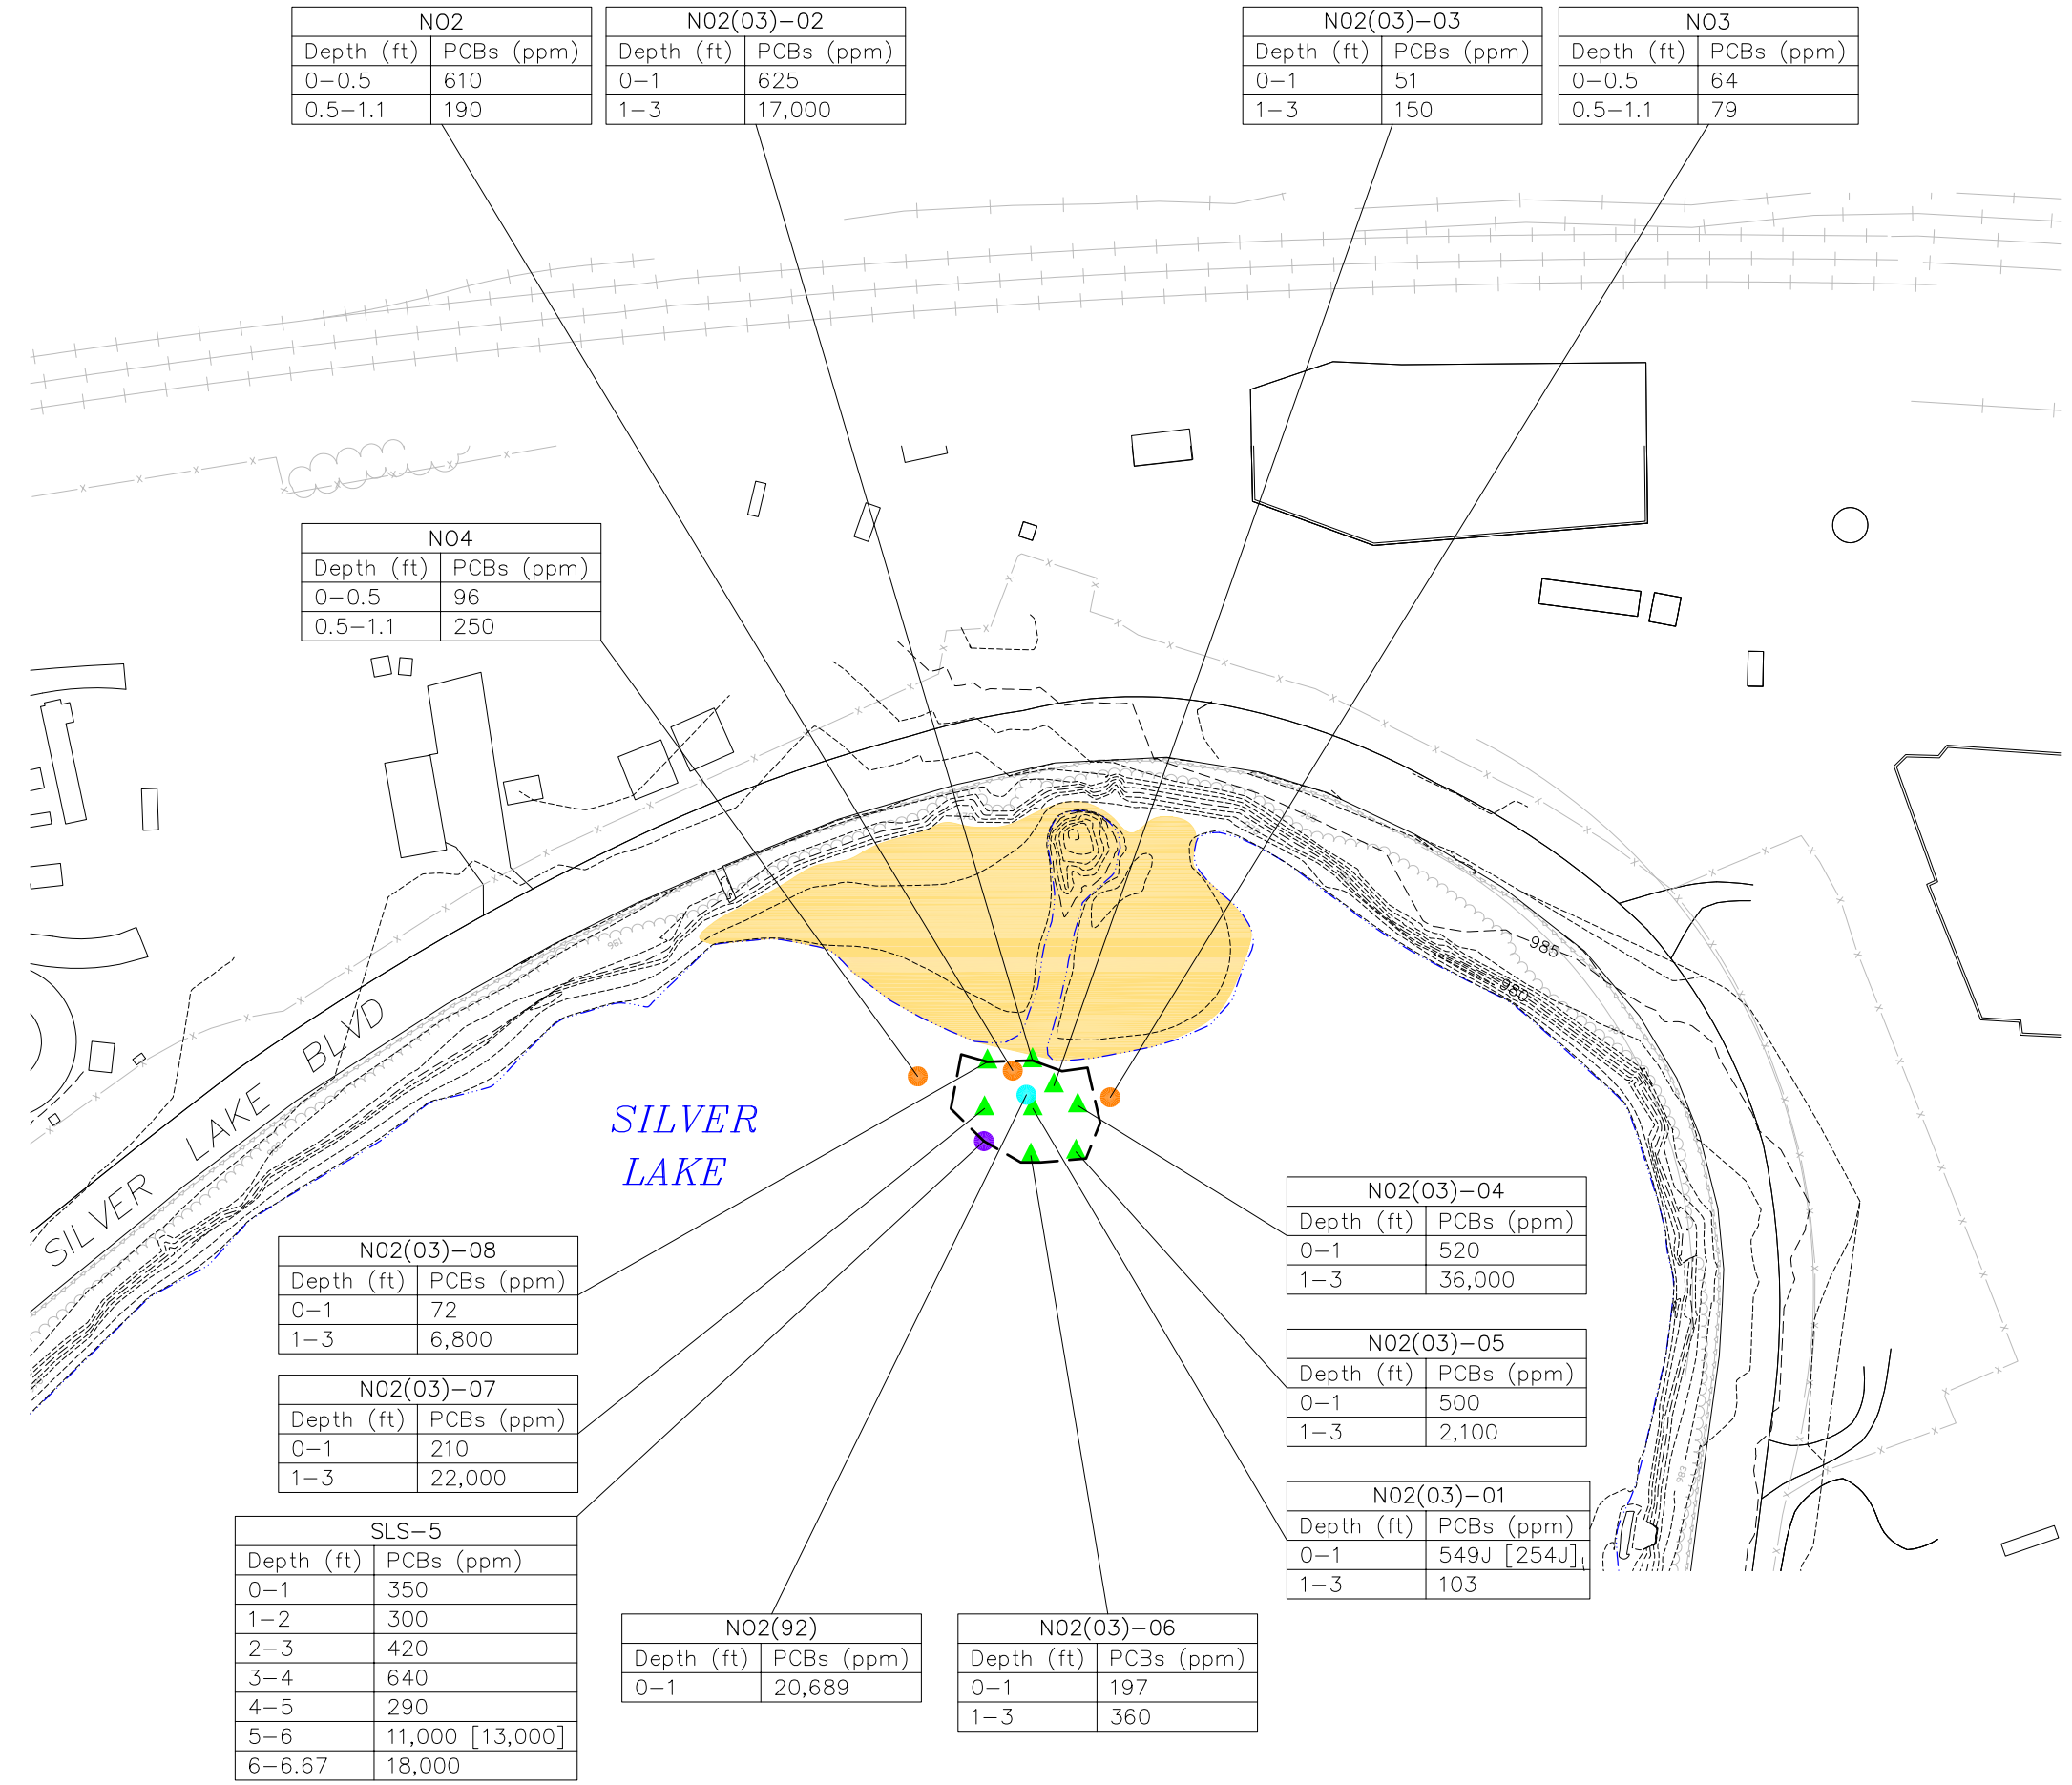 NO2
Depth (ft) PCBs (ppm)
0-0.5 610
0.5-1.1 190
N02(03)-02
Depth (ft) PCBs (ppm)
0-1 625
1-3 17,000
N02(03)-03
Depth (ft) PCBs (ppm)
0-1 51
1-3 150
NO3
Depth (ft) PCBs (ppm)
0-0.5 64
0.5-1.1 79
NO4
Depth (ft) PCBs (ppm)
0-0.5 96
0.5-1.1 250
981
985
980
SILVER LAKE BLVD
SILVER
LAKE
N02(03)-04
Depth (ft) PCBs (ppm)
0-1 520
1-3 36,000
N02(03)-08
Depth (ft) PCBs (ppm)
0-1 72
1-3 6,800
N02(03)-05
Depth (ft) PCBs (ppm)
0-1 500
1-3 2,100
N02(03)-07
Depth (ft) PCBs (ppm)
0-1 210
1-3 22,000
983
N02(03)-01
Depth (ft) PCBs (ppm)
0-1 549J [254J]
1-3 103
SLS-5
Depth (ft) PCBs (ppm)
0-1 350
1-2 300
2-3 420
3-4 640
4-5 290
5-6 11,000 [13,000]
6-6.67 18,000
NO2(92)
Depth (ft) PCBs (ppm)
0-1 20,689
N02(03)-06
Depth (ft) PCBs (ppm)
0-1 197
1-3 360